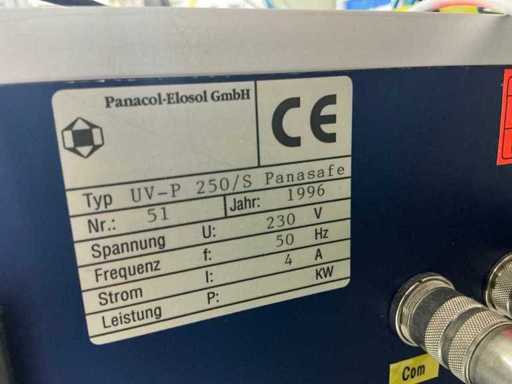 Panacol-Elosol GmbH
CE
Typ UV-P 250/S Panasafe
Nr.: 51 Jahr: 1996
Spannung U: 230 V
Frequenz f: 50 Hz
Strom I: 4 A
Leistung P: KW
Com